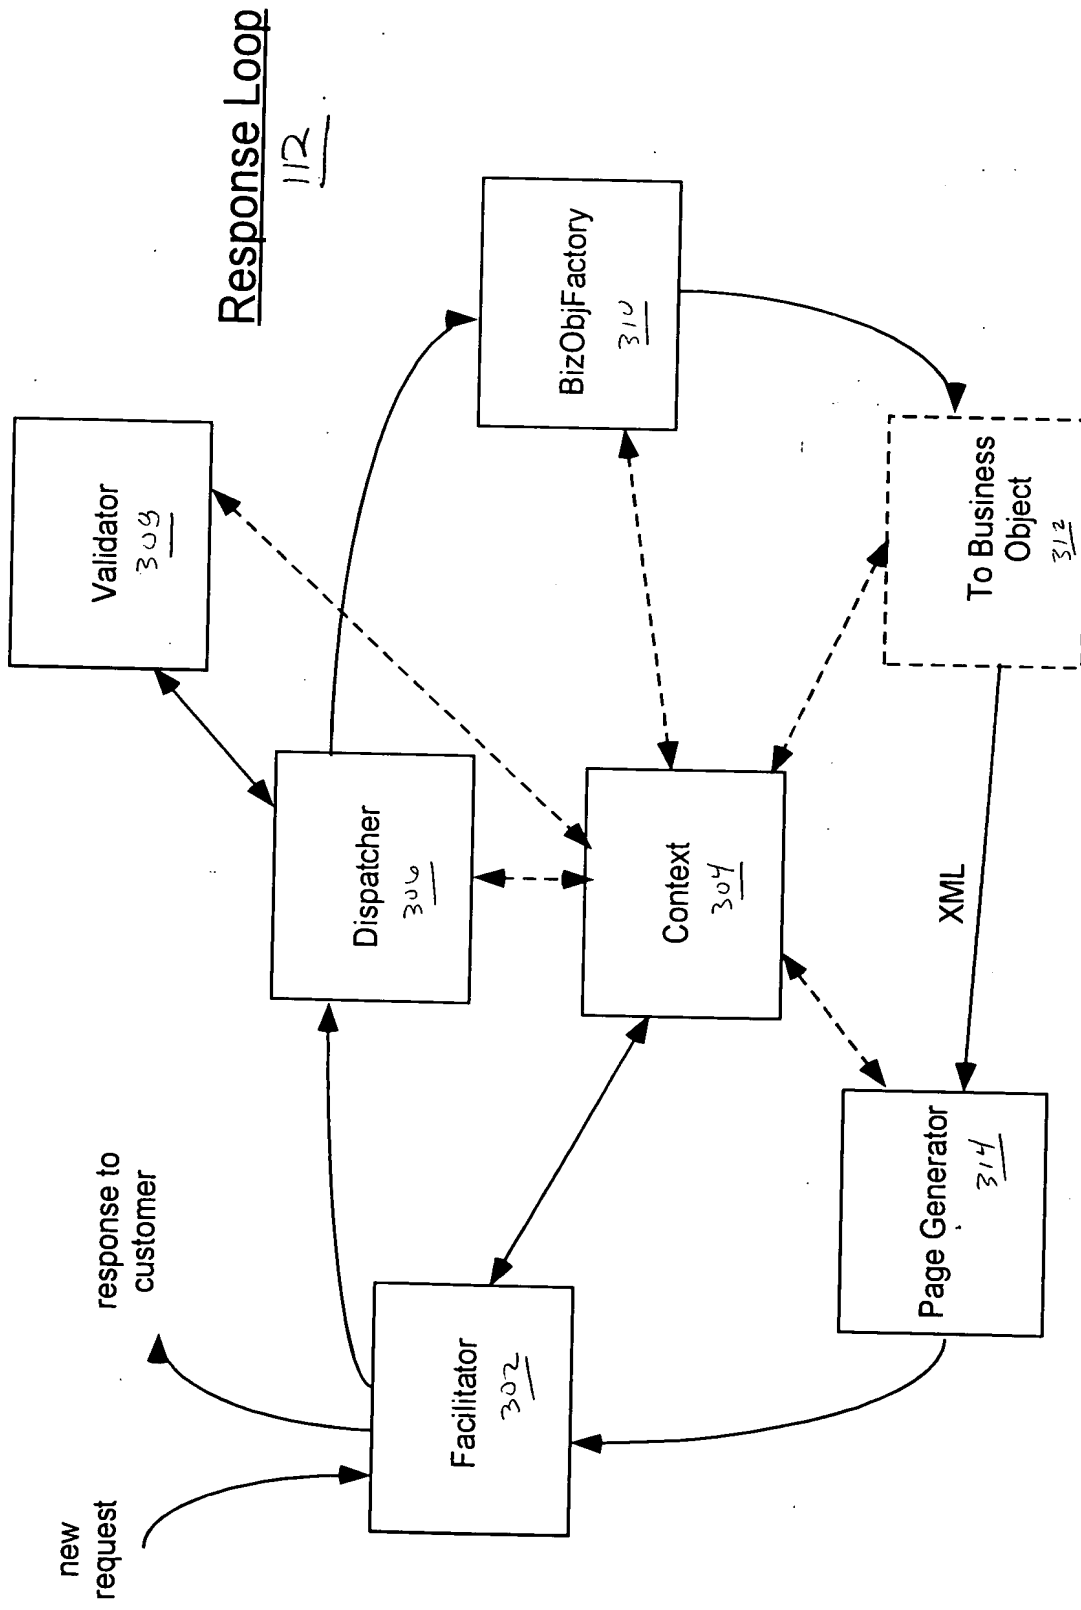 Response Loop
112
new
request
response to
customer
Facilitator
302
Dispatcher
306
Validator
308
Context
304
BizObjFactory
310
Page Generator
314
XML
To Business
Object
312